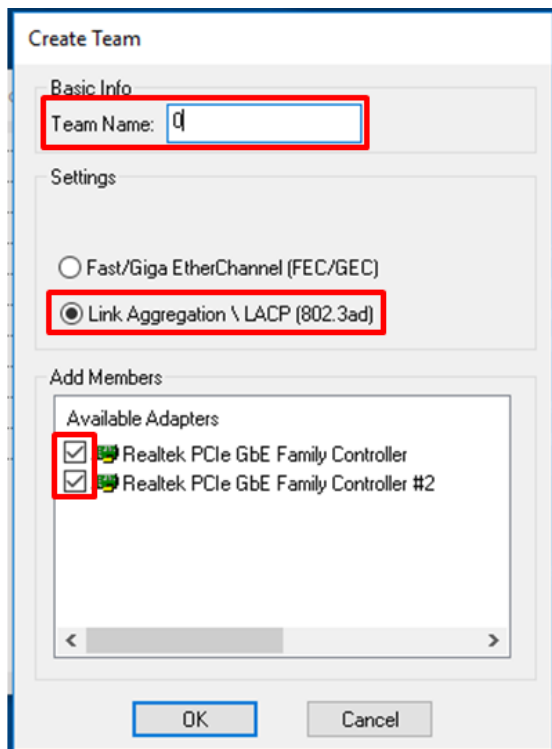 Create Team
Basic Info
Team Name: 0
Settings
Fast/Giga EtherChannel (FEC/GEC)
Link Aggregation \ LACP (802.3ad)
Add Members
Available Adapters
Realtek PCIe GbE Family Controller
Realtek PCIe GbE Family Controller #2
OK Cancel